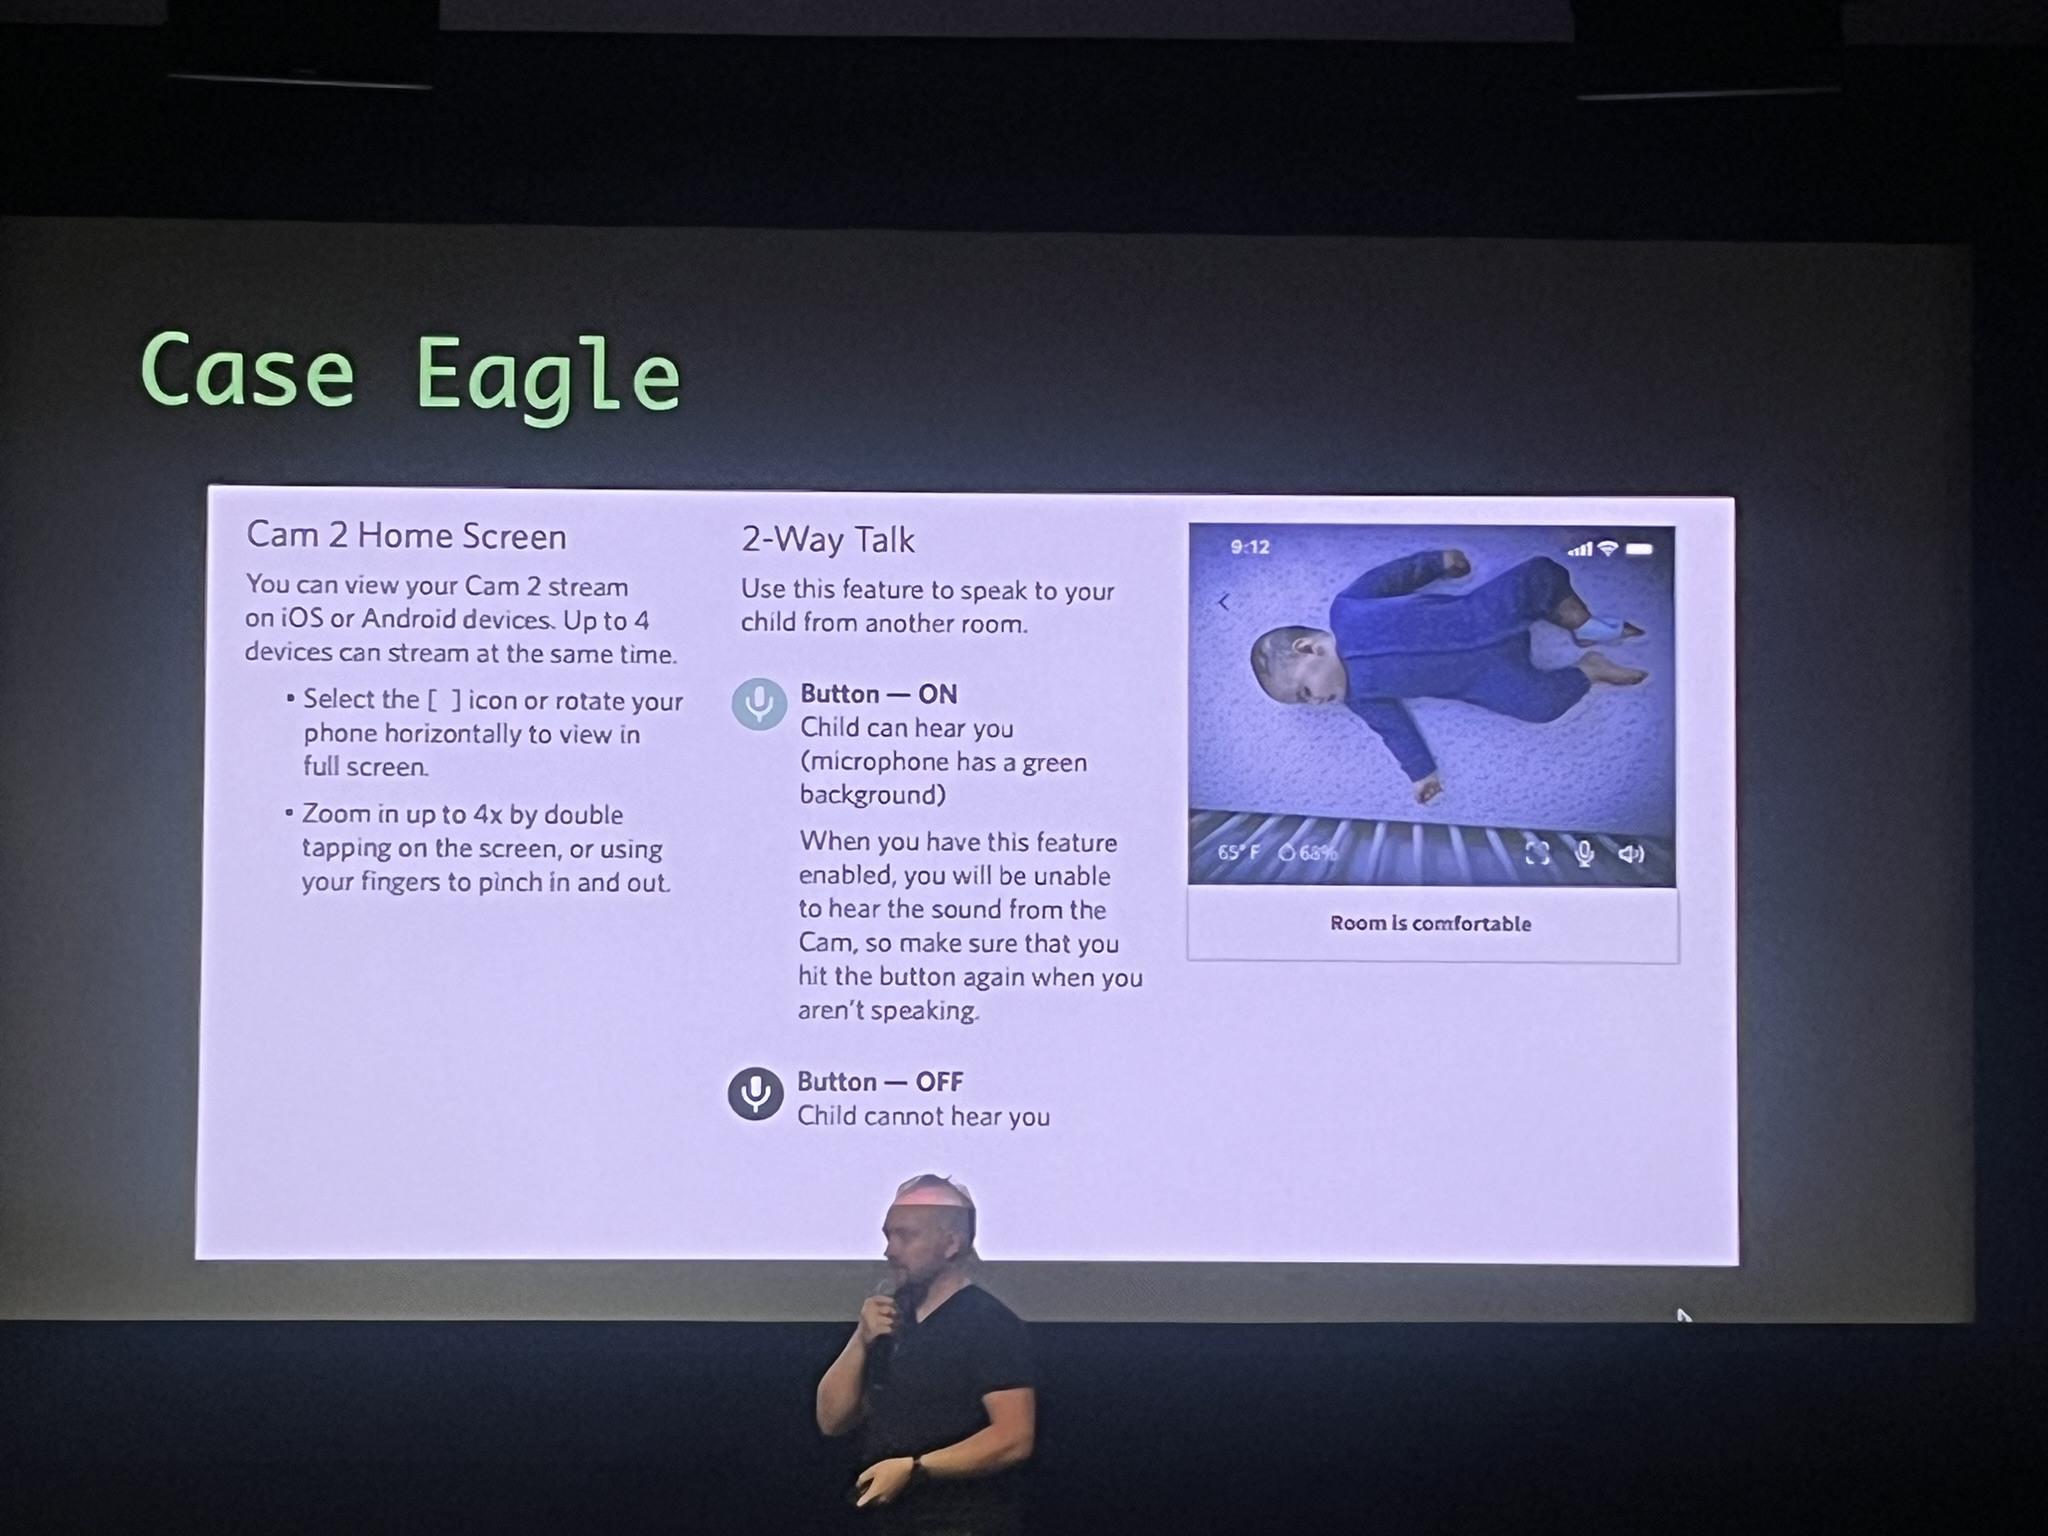 Case Eagle
Cam 2 Home Screen
You can view your Cam 2 stream
on iOS or Android devices. Up to 4
devices can stream at the same time.
• Select the [ ] icon or rotate your
phone horizontally to view in
full screen.
• Zoom in up to 4x by double
tapping on the screen, or using
your fingers to pinch in and out.
2-Way Talk
Use this feature to speak to your
child from another room.
Button — ON
Child can hear you
(microphone has a green
background)
When you have this feature
enabled, you will be unable
to hear the sound from the
Cam, so make sure that you
hit the button again when you
aren't speaking.
Button — OFF
Child cannot hear you
9:12
65° F 68%
Room is comfortable